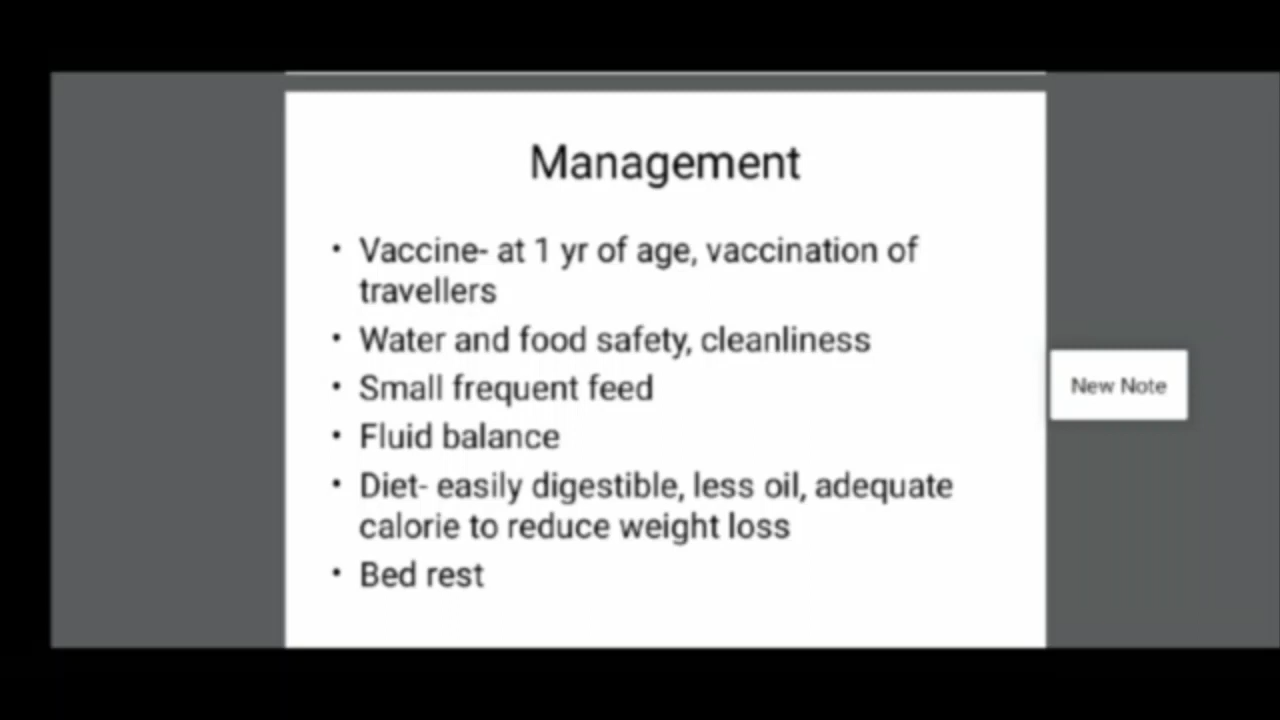 Management
• Vaccine- at 1 yr of age, vaccination of
travellers
• Water and food safety, cleanliness
• Small frequent feed
• Fluid balance
• Diet- easily digestible, less oil, adequate
calorie to reduce weight loss
• Bed rest
New Note